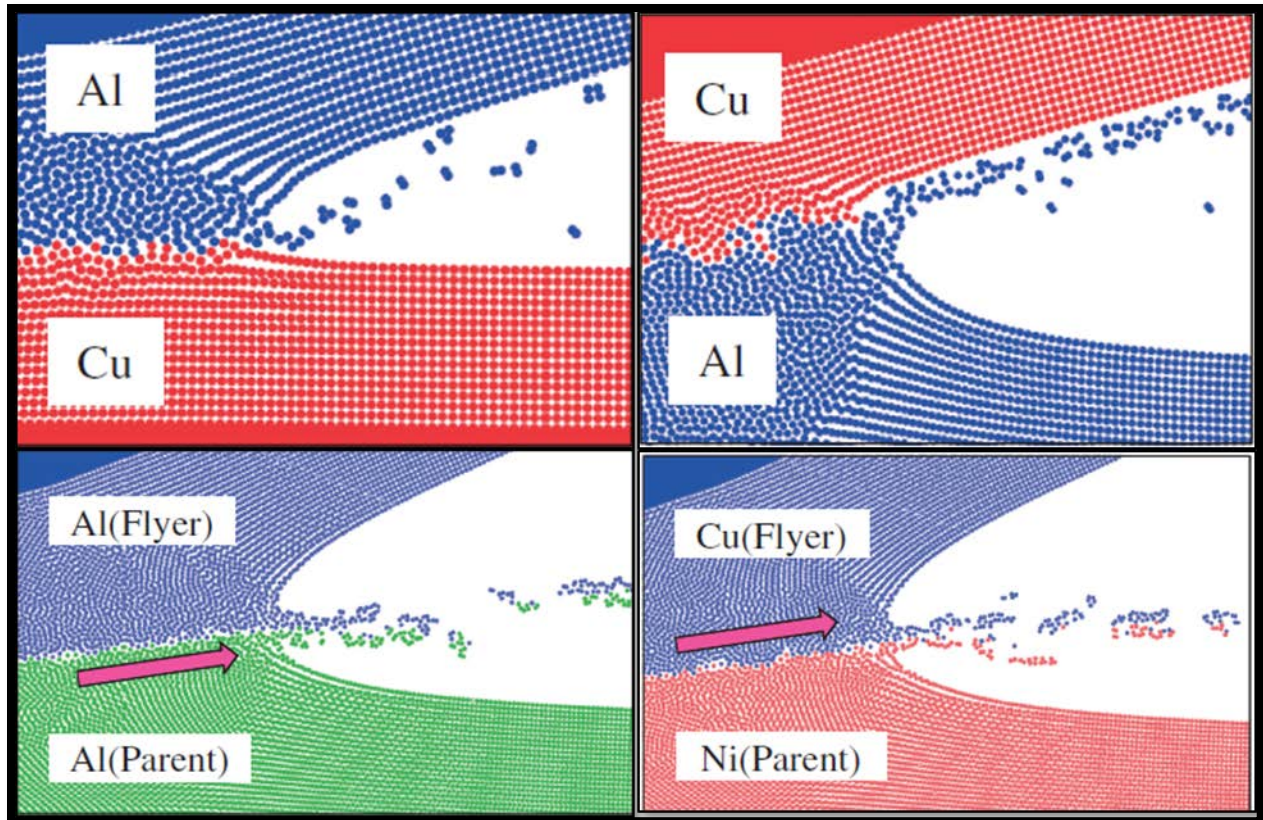 Al
Cu
Cu
Al
Al(Flyer)
Al(Parent)
Cu(Flyer)
Ni(Parent)